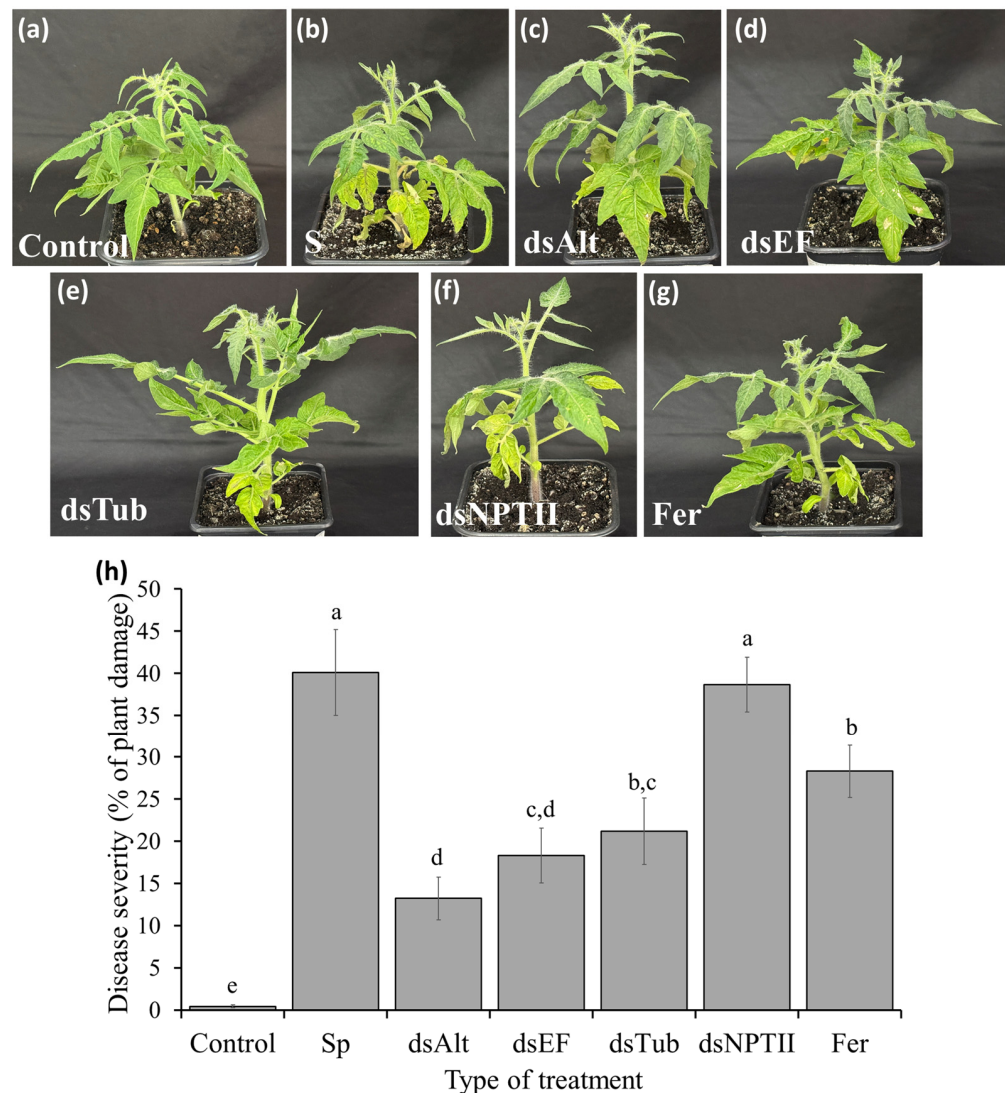 (a)
Control
(b)
S
(c)
dsAlt
(d)
dsEF
(e)
dsTub
(f)
dsNPTII
(g)
Fer
(h)
Disease severity (% of plant damage)
50
45
40
35
30
25
20
15
10
5
0
e
a
d
c,d
b,c
a
b
Control Sp dsAlt dsEF dsTub dsNPTII Fer
Type of treatment